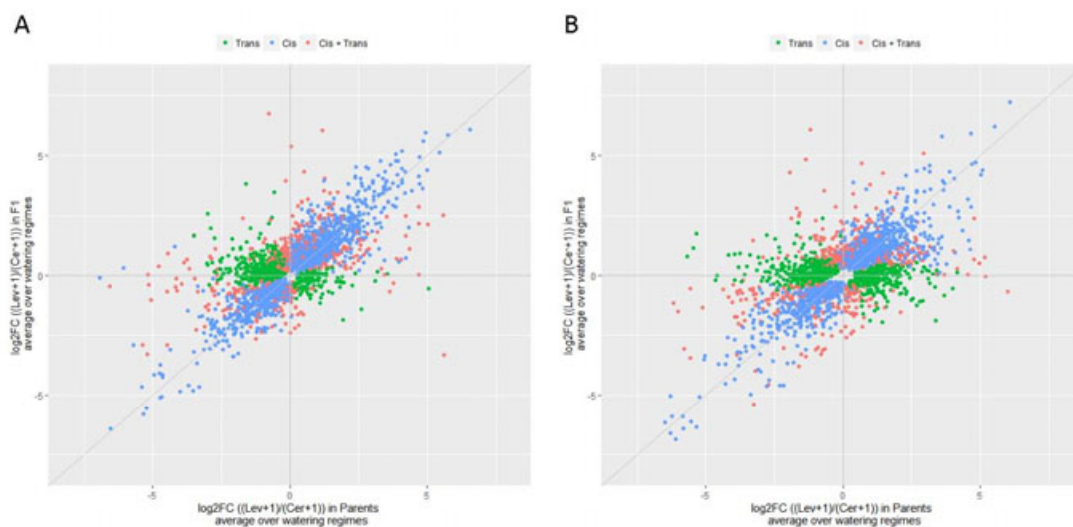 A
B
Trans Cis Cis + Trans
Trans Cis Cis + Trans
log2FC ((Lev+1)/(Ce'+1)) in F1
average over watering regimes
5
0
-5
-5
0
5
log2FC ((Lev+1)/(Cer+1)) in Parents
average over watering regimes
log2FC ((Lev+1)/(Ce'+1)) in F1
average over watering regimes
5
0
-5
-5
0
5
log2FC ((Lev+1)/(Cer+1)) in Parents
average over watering regimes